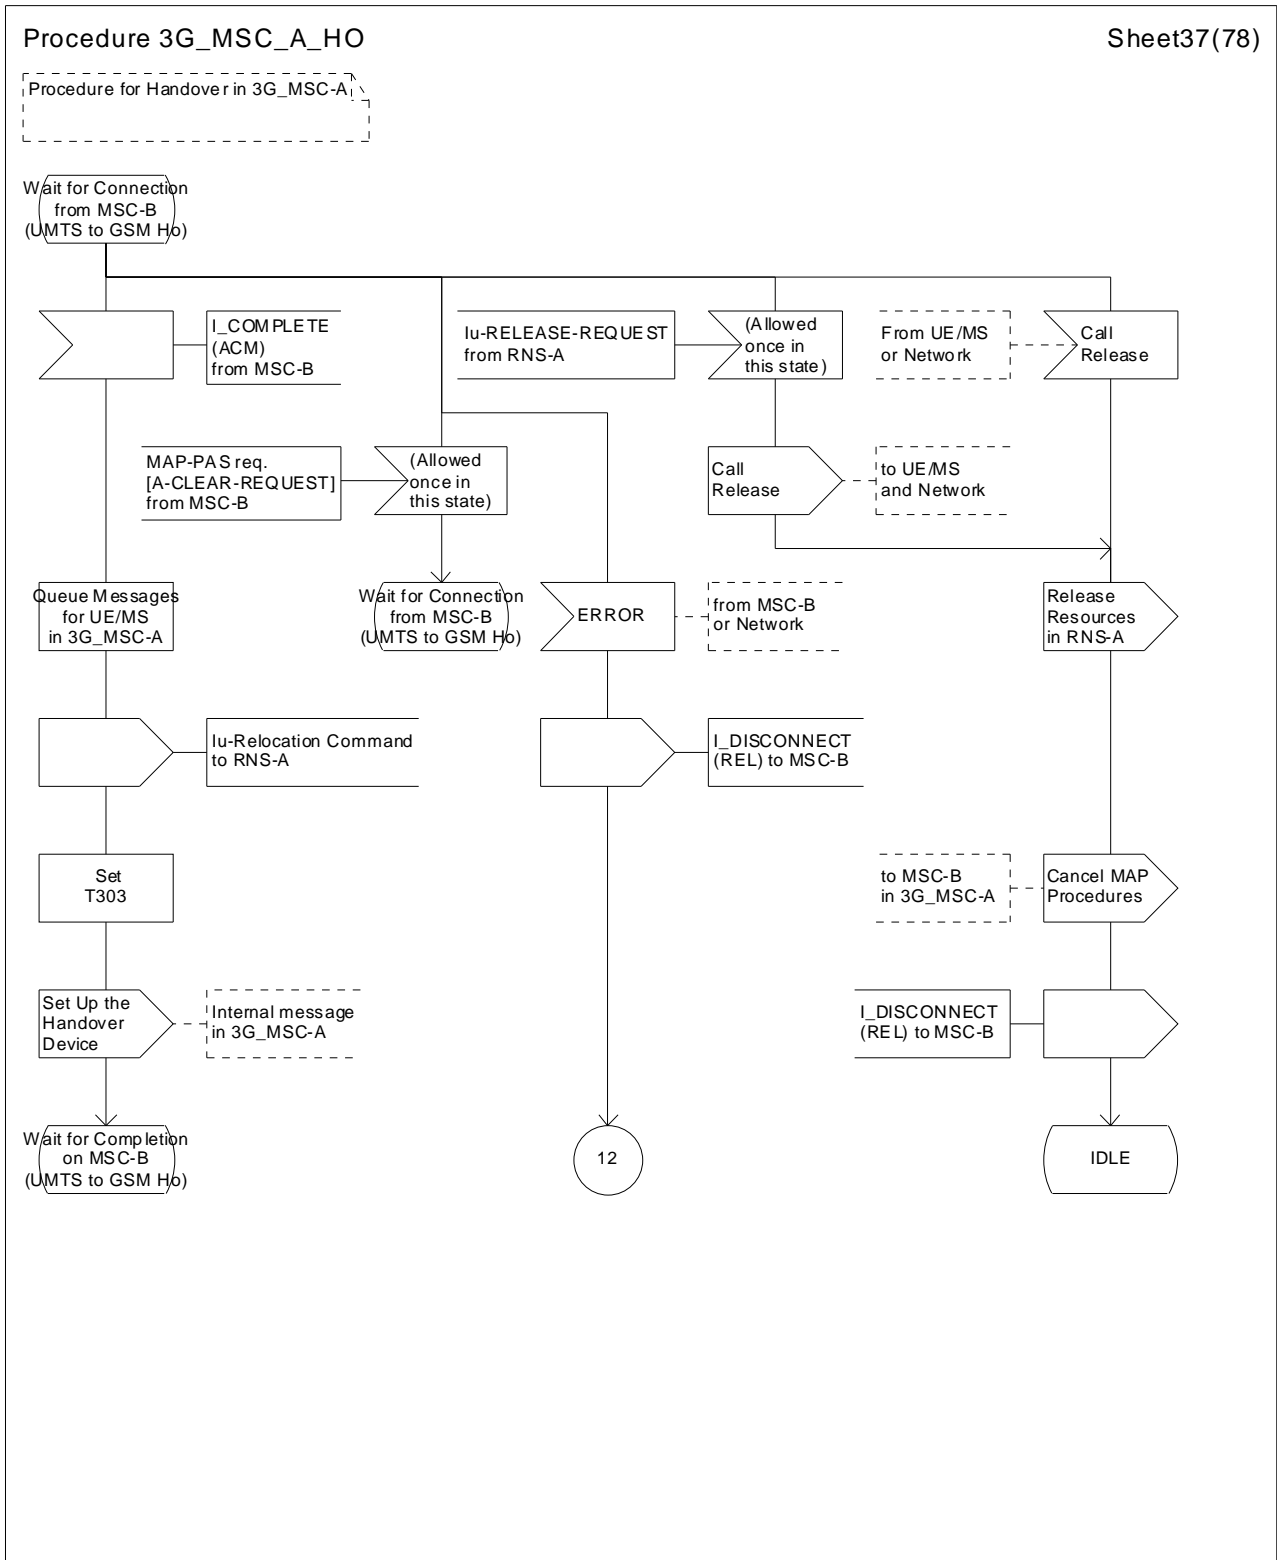 Procedure 3G_MSC_A_HO
Sheet37(78)
Procedure for Handover in 3G_MSC-A
Wait for Connection
from MSC-B
(UMTS to GSM Ho)
I_COMPLETE
(ACM)
from MSC-B
Iu-RELEASE-REQUEST
from RNS-A
(Allowed
once in
this state)
From UE/MS
or Network
Call
Release
MAP-PAS req.
[A-CLEAR-REQUEST]
from MSC-B
(Allowed
once in
this state)
Call
Release
to UE/MS
and Network
Queue Messages
for UE/MS
in 3G_MSC-A
Wait for Connection
from MSC-B
(UMTS to GSM Ho)
ERROR
from MSC-B
or Network
Release
Resources
in RNS-A
Iu-Relocation Command
to RNS-A
I_DISCONNECT
(REL) to MSC-B
Set
T303
to MSC-B
in 3G_MSC-A
Cancel MAP
Procedures
Set Up the
Handover
Device
Internal message
in 3G_MSC-A
I_DISCONNECT
(REL) to MSC-B
Wait for Completion
on MSC-B
(UMTS to GSM Ho)
12
IDLE